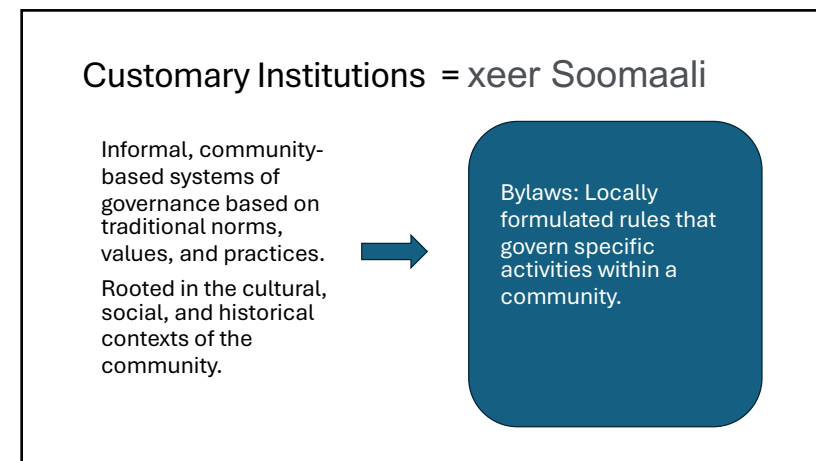 Customary Institutions = xeer Soomaali
Informal, community-
based systems of
governance based on
traditional norms,
values, and practices.
Rooted in the cultural,
social, and historical
contexts of the
community.
Bylaws: Locally
formulated rules that
govern specific
activities within a
community.